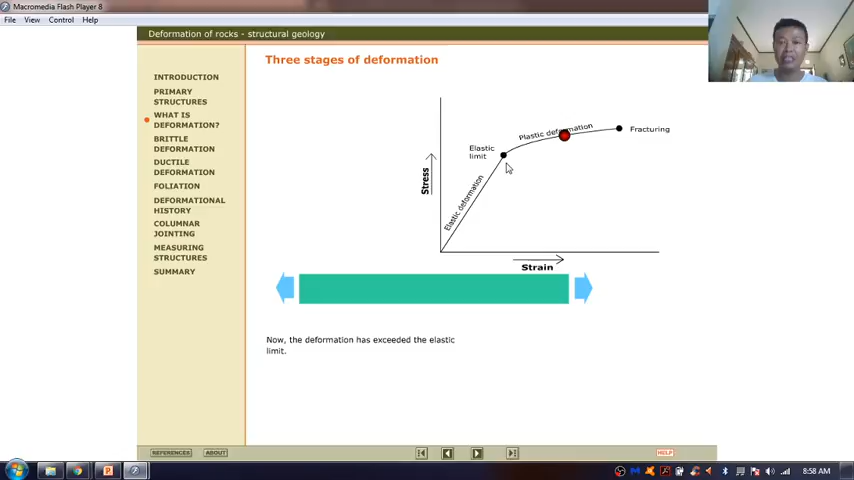 Macromedia Flash Player 8
File View Control Help
Deformation of rocks - structural geology
Three stages of deformation
INTRODUCTION
PRIMARY
STRUCTURES
WHAT IS
DEFORMATION?
BRITTLE
DEFORMATION
DUCTILE
DEFORMATION
FOLIATION
DEFORMATIONAL
HISTORY
COLUMNAR
JOINTING
MEASURING
STRUCTURES
SUMMARY
Plastic deformation
Fracturing
Elastic
limit
Elastic deformation
Stress
Strain
Now, the deformation has exceeded the elastic
limit.
REFERENCES ABOUT
HELP
8:58 AM